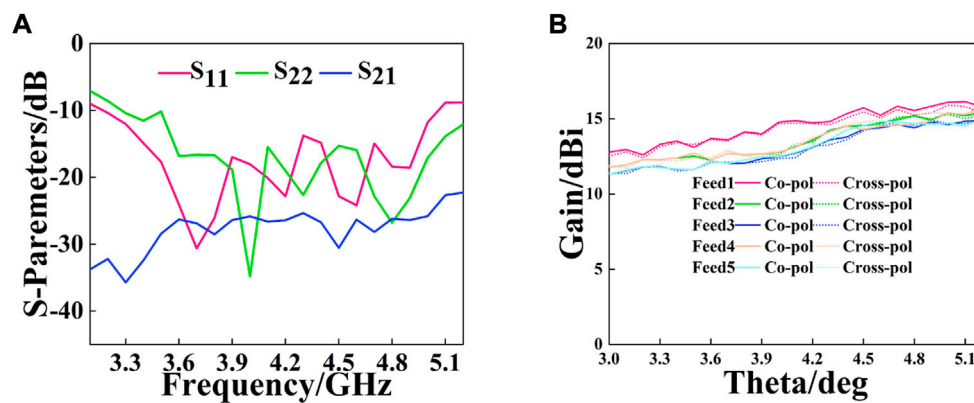 A
S-Paremeters/dB
0
-10
-20
-30
-40
S11 S22 S21
3.3 3.6 3.9 4.2 4.5 4.8 5.1
Frequency/GHz
B
Gain/dBi
20
15
10
5
0
Feed1 Co-pol Cross-pol
Feed2 Co-pol Cross-pol
Feed3 Co-pol Cross-pol
Feed4 Co-pol Cross-pol
Feed5 Co-pol Cross-pol
3.0 3.3 3.6 3.9 4.2 4.5 4.8 5.1
Theta/deg